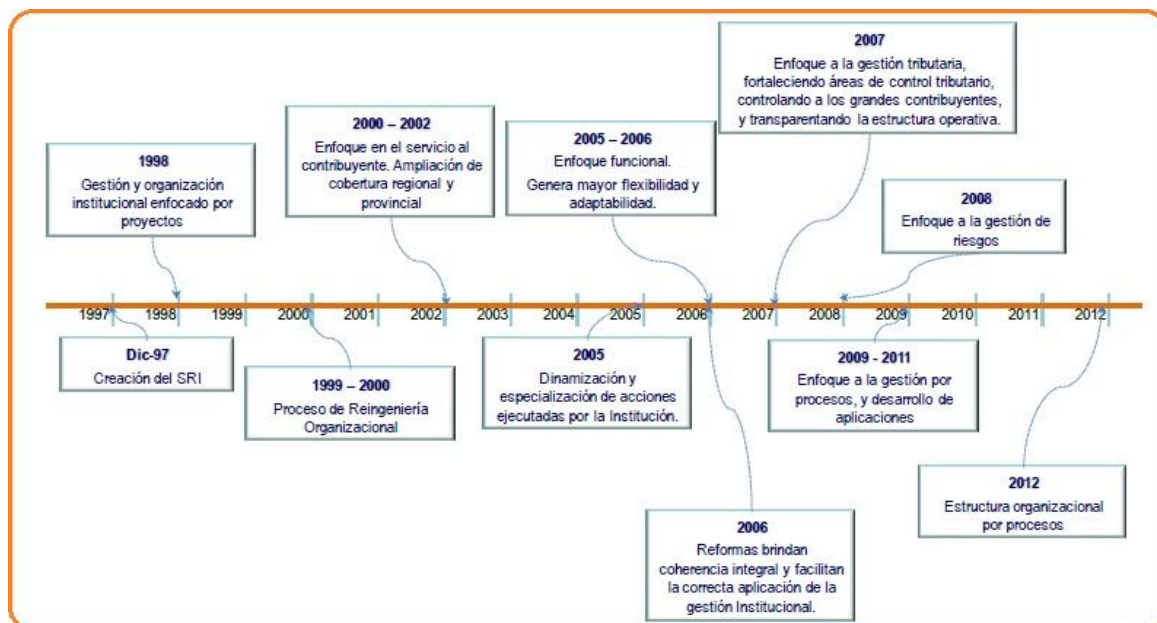 2007
Enfoque a la gestión tributaria,
fortaleciendo áreas de control tributario,
controlando a los grandes contribuyentes,
y transparentando la estructura operativa.
2000 – 2002
Enfoque en el servicio al
contribuyente. Ampliación de
cobertura regional y
provincial
2005 – 2006
Enfoque funcional.
Genera mayor flexibilidad y
adaptabilidad.
1998
Gestión y organización
institucional enfocado por
proyectos
2008
Enfoque a la gestión de
riesgos
1997 1998 1999 2000 2001 2002 2003 2004 2005 2006 2007 2008 2009 2010 2011 2012
Dic-97
Creación del SRI
1999 – 2000
Proceso de Reingeniería
Organizacional
2005
Dinamización y
especialización de acciones
ejecutadas por la Institución.
2009 - 2011
Enfoque a la gestión por
procesos, y desarrollo de
aplicaciones
2012
Estructura organizacional
por procesos
2006
Reformas brindan
coherencia integral y facilitan
la correcta aplicación de la
gestión Institucional.